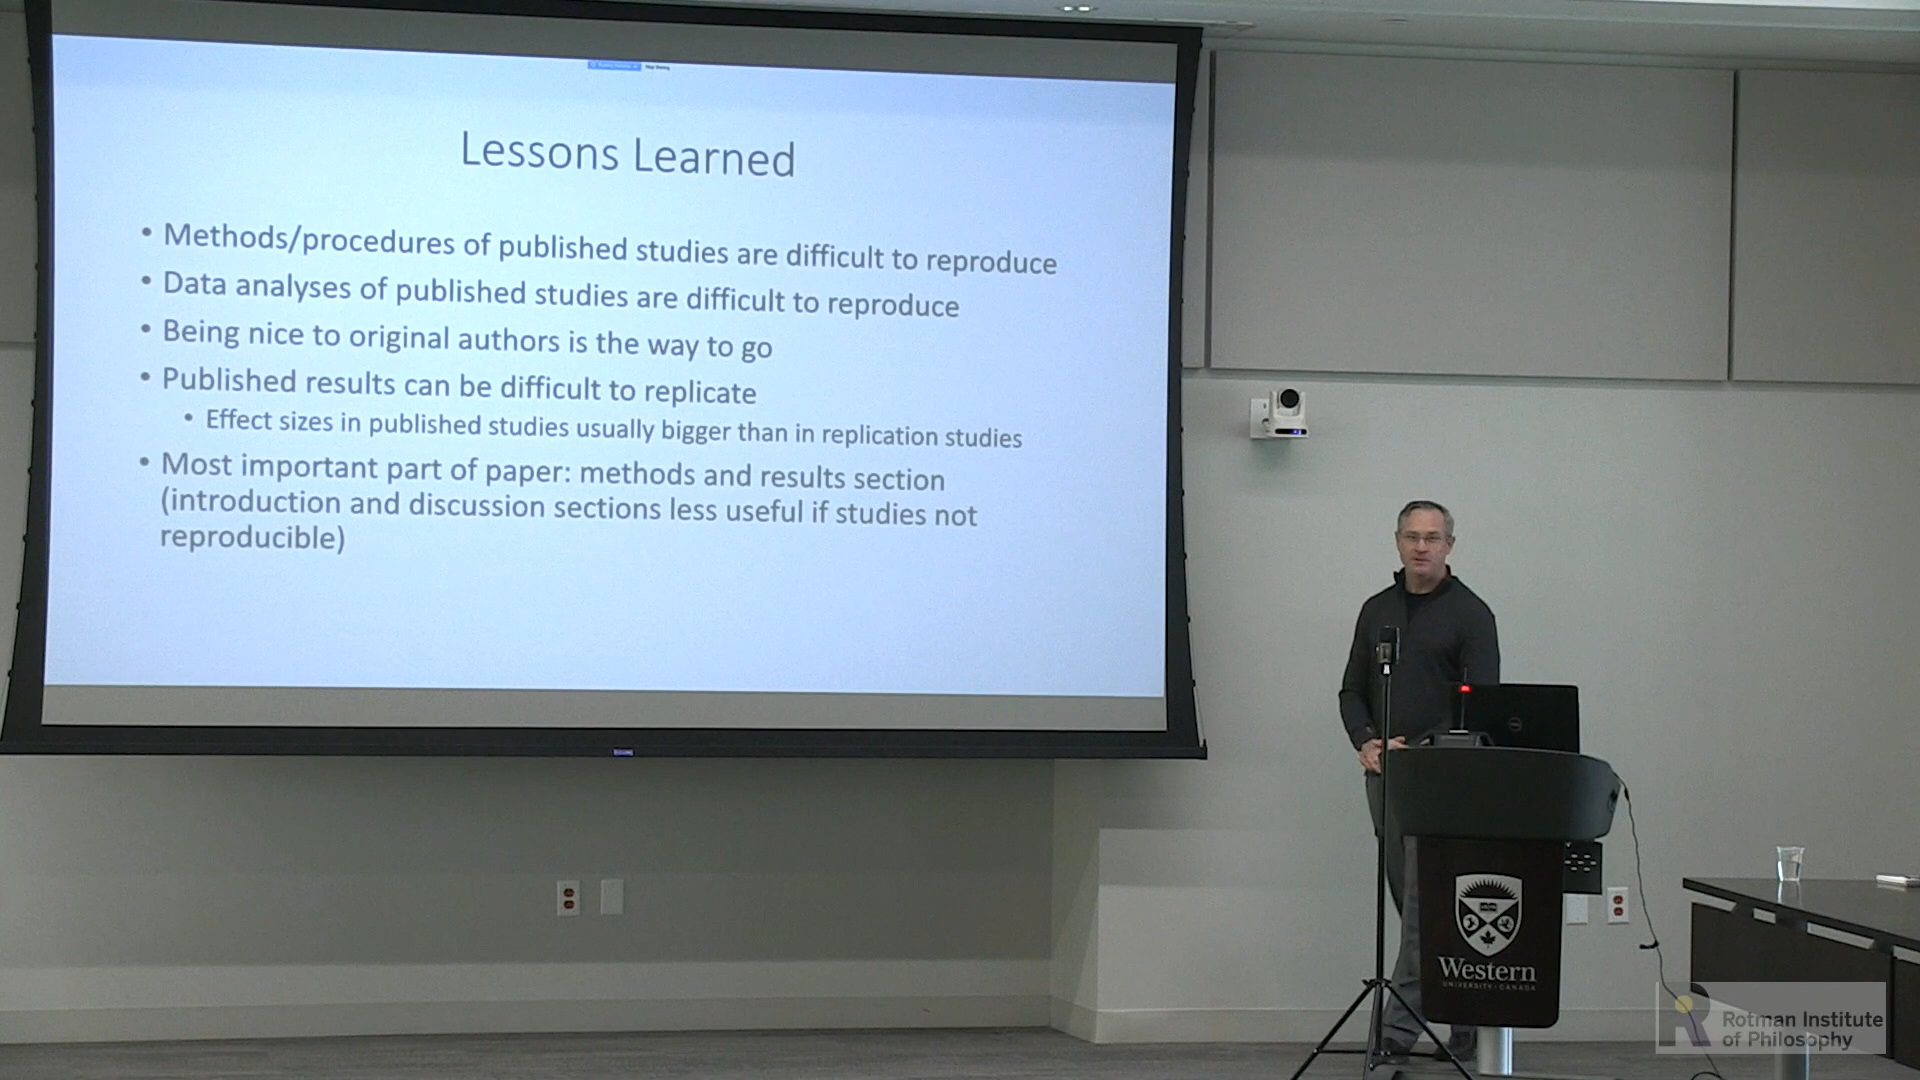 Lessons Learned
• Methods/procedures of published studies are difficult to reproduce
• Data analyses of published studies are difficult to reproduce
• Being nice to original authors is the way to go
• Published results can be difficult to replicate
• Effect sizes in published studies usually bigger than in replication studies
• Most important part of paper: methods and results section
(introduction and discussion sections less useful if studies not
reproducible)
Western
UNIVERSITY · CANADA
Rotman Institute
of Philosophy